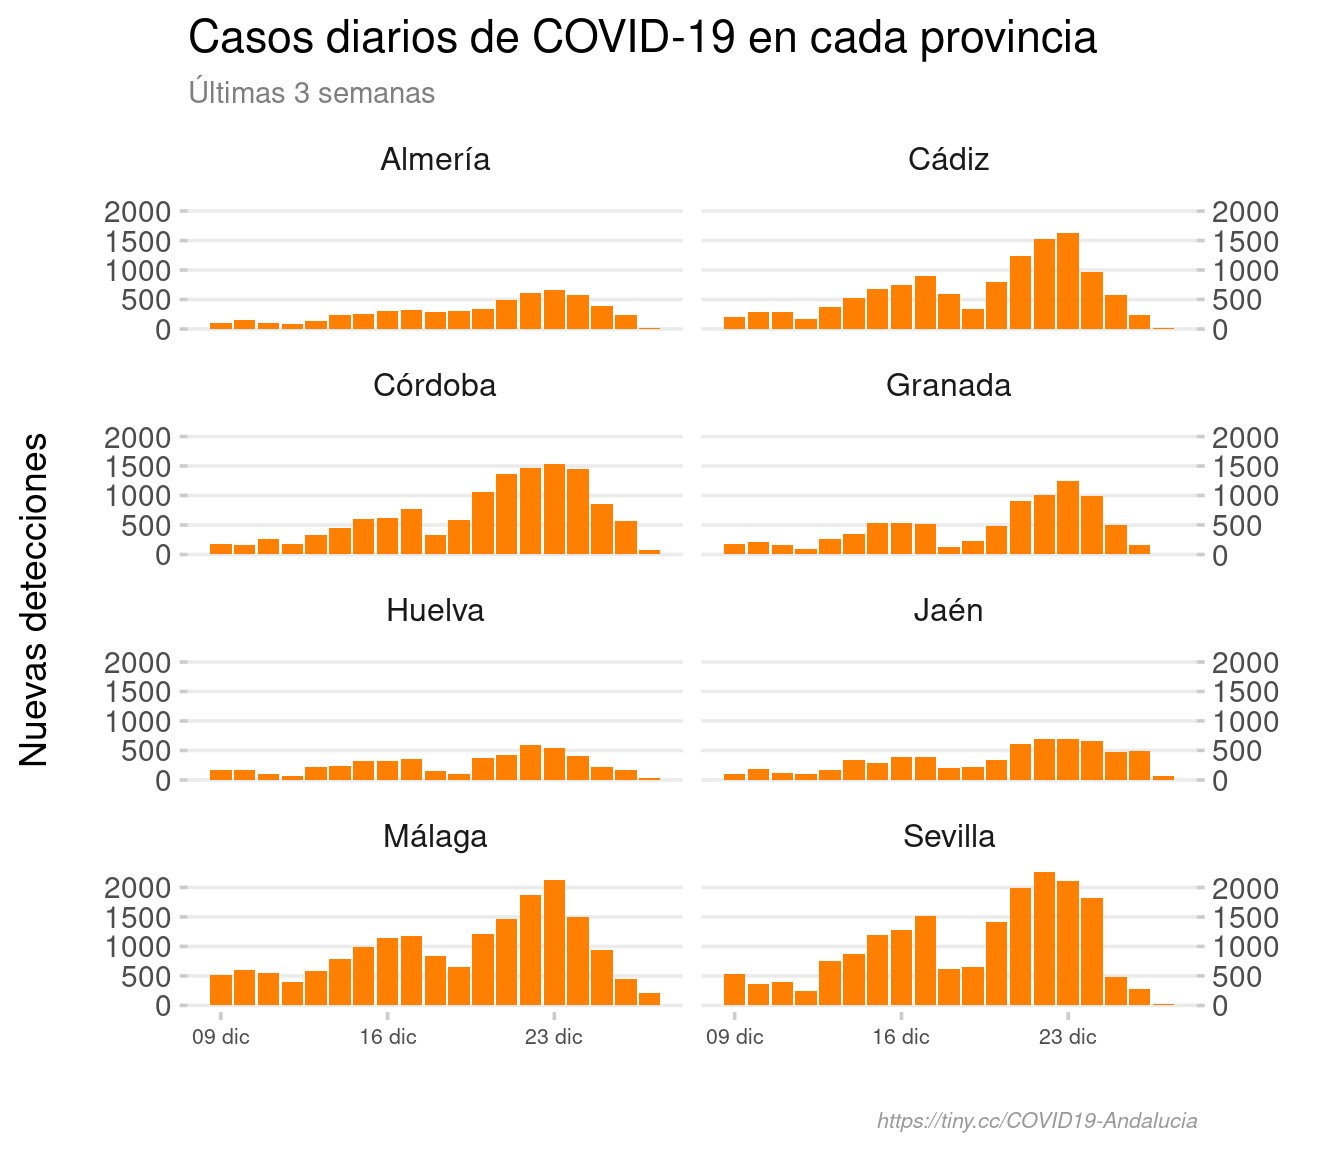 Casos diarios de COVID-19 en cada provincia
Últimas 3 semanas
Almería Cádiz
2000 2000
1500 1500
1000 1000
500 500
0 0
Córdoba Granada
2000 2000
1500 1500
1000 1000
500 500
0 0
Nuevas detecciones
Huelva Jaén
2000 2000
1500 1500
1000 1000
500 500
0 0
Málaga Sevilla
2000 2000
1500 1500
1000 1000
500 500
0 0
09 dic 16 dic 23 dic 09 dic 16 dic 23 dic
https://tiny.cc/COVID19-Andalucia